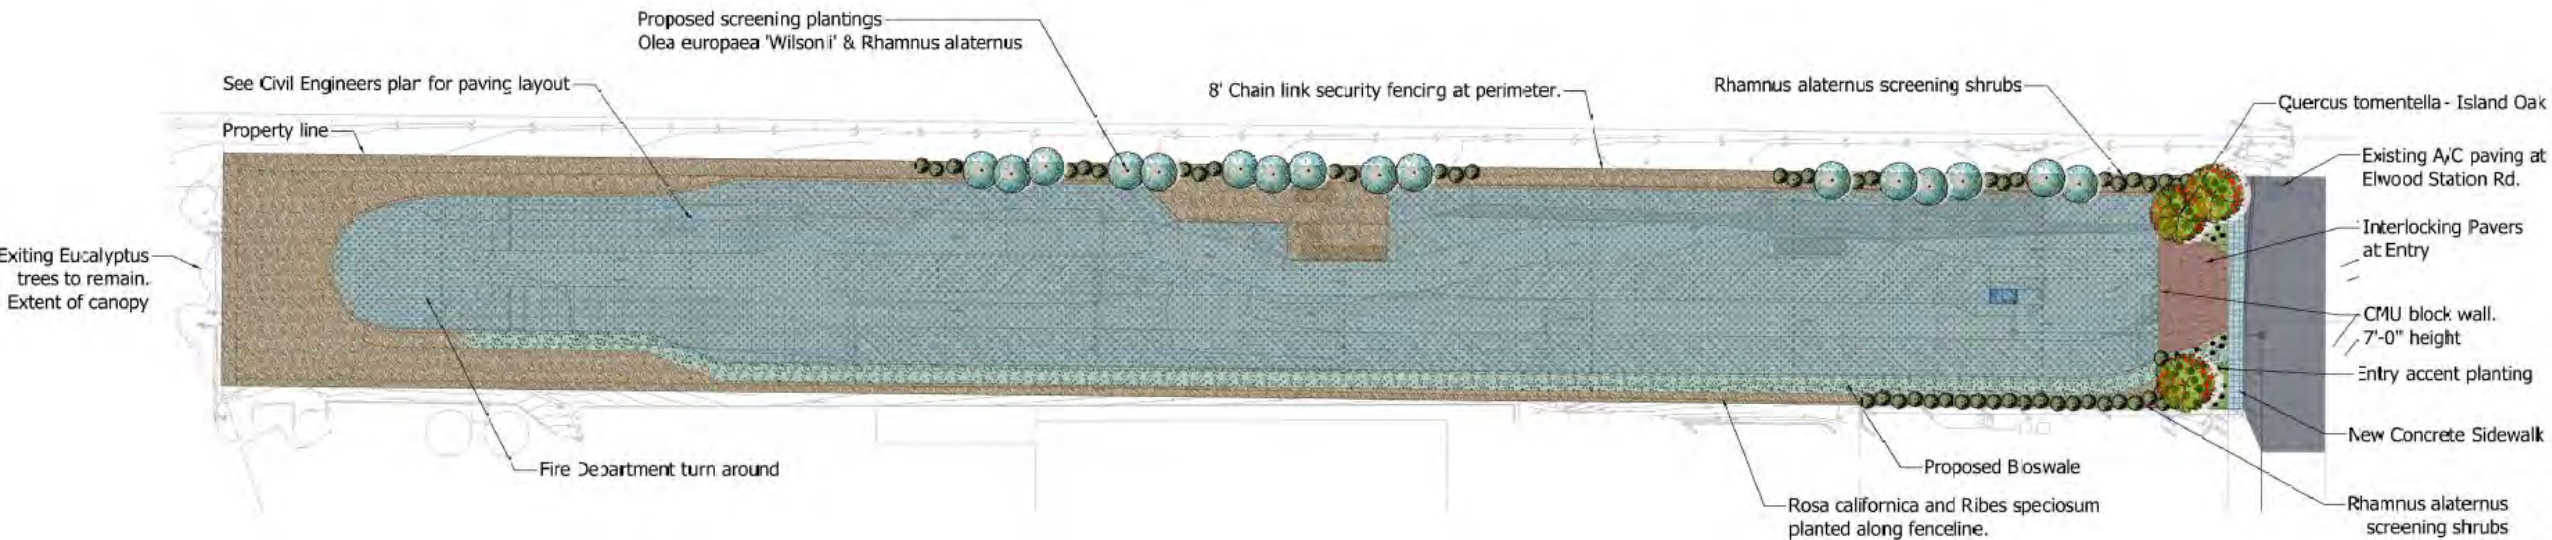 Proposed screening plantings
Olea europaea 'Wilsonii' & Rhamnus alaternus
See Civil Engineers plan for paving layout
8' Chain link security fencing at perimeter.
Rhamnus alaternus screening shrubs
Quercus tomentella - Island Oak
Property line
Existing A/C paving at
Elwood Station Rd.
Interlocking Pavers
at Entry
Exiting Eucalyptus
trees to remain.
Extent of canopy
CMU block wall.
7'-0" height
Entry accent planting
New Concrete Sidewalk
Fire Department turn around
Proposed Bioswale
Rosa californica and Ribes speciosum
planted along fenceline.
Rhamnus alaternus
screening shrubs